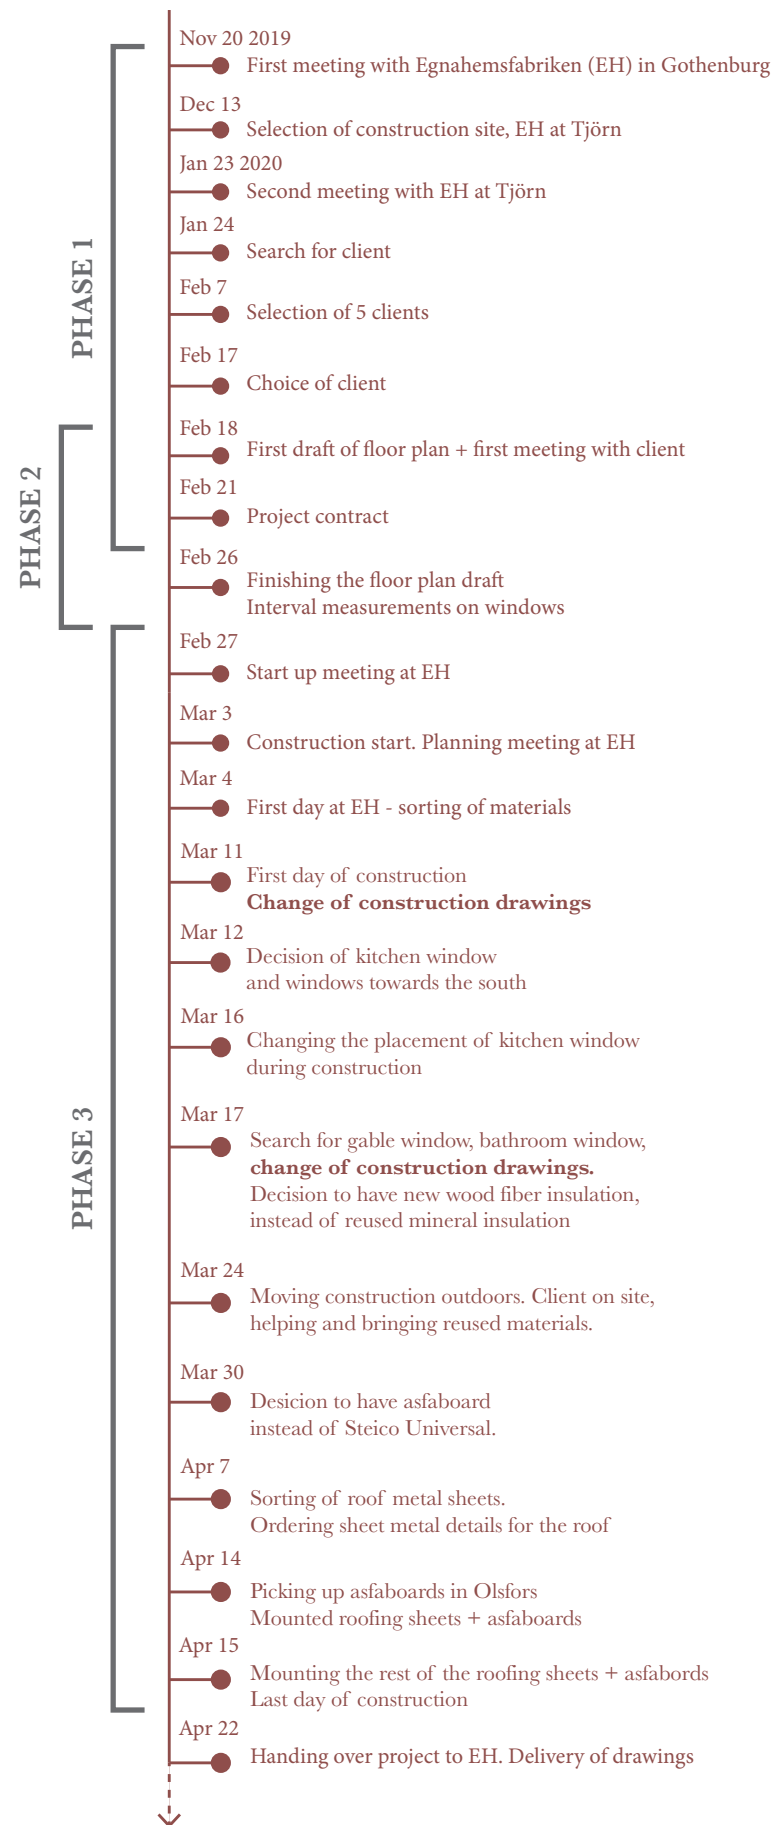 Nov 20 2019
First meeting with Egnahemsfabriken (EH) in Gothenburg
Dec 13
Selection of construction site, EH at Tjörn
Jan 23 2020
Second meeting with EH at Tjörn
Jan 24
Search for client
PHASE 1
Feb 7
Selection of 5 clients
Feb 17
Choice of client
Feb 18
First draft of floor plan + first meeting with client
PHASE 2
Feb 21
Project contract
Feb 26
Finishing the floor plan draft
Interval measurements on windows
Feb 27
Start up meeting at EH
Mar 3
Construction start. Planning meeting at EH
Mar 4
First day at EH - sorting of materials
Mar 11
First day of construction
Change of construction drawings
Mar 12
Decision of kitchen window
and windows towards the south
Mar 16
Changing the placement of kitchen window
during construction
PHASE 3
Mar 17
Search for gable window, bathroom window,
change of construction drawings.
Decision to have new wood fiber insulation,
instead of reused mineral insulation
Mar 24
Moving construction outdoors. Client on site,
helping and bringing reused materials.
Mar 30
Desicion to have asfaboard
instead of Steico Universal.
Apr 7
Sorting of roof metal sheets.
Ordering sheet metal details for the roof
Apr 14
Picking up asfaboards in Olsfors
Mounted roofing sheets + asfaboards
Apr 15
Mounting the rest of the roofing sheets + asfabords
Last day of construction
Apr 22
Handing over project to EH. Delivery of drawings